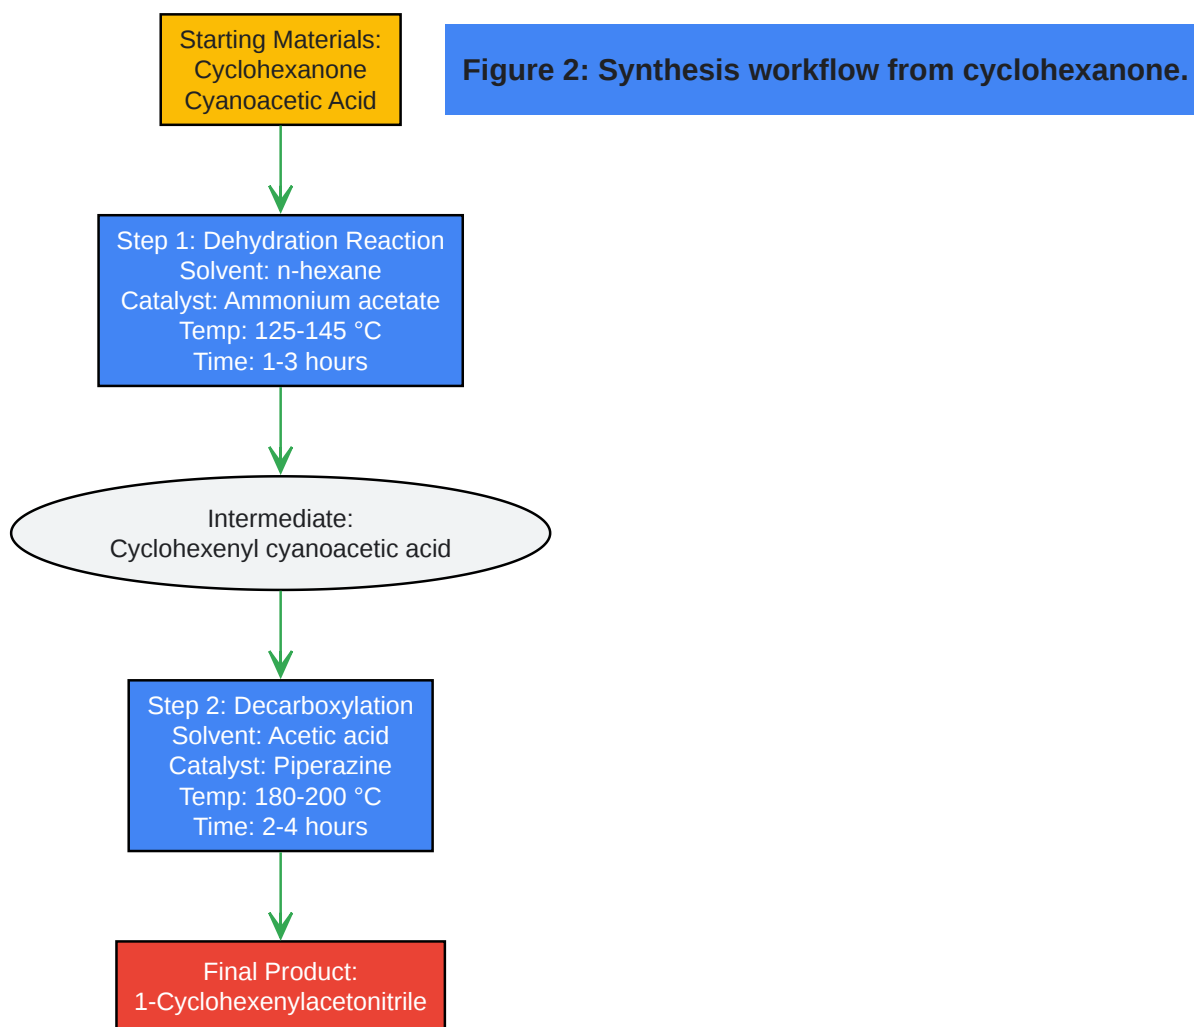 Starting Materials:
Cyclohexanone
Cyanoacetic Acid
Figure 2: Synthesis workflow from cyclohexanone.
Step 1: Dehydration Reaction
Solvent: n-hexane
Catalyst: Ammonium acetate
Temp: 125-145 °C
Time: 1-3 hours
Intermediate:
Cyclohexenyl cyanoacetic acid
Step 2: Decarboxylation
Solvent: Acetic acid
Catalyst: Piperazine
Temp: 180-200 °C
Time: 2-4 hours
Final Product:
1-Cyclohexenylacetonitrile